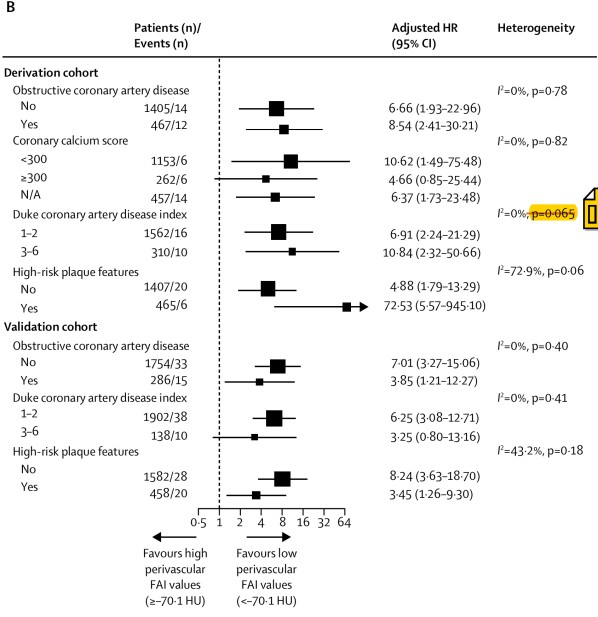 B
Patients (n)/
Events (n)
Adjusted HR
(95% CI)
Heterogeneity
Derivation cohort
Obstructive coronary artery disease I²=0%, p=0·78
No 1405/14 6·66 (1·93–22·96)
Yes 467/12 8·54 (2·41–30·21)
Coronary calcium score I²=0%, p=0·82
<300 1153/6 10·62 (1·49–75·48)
≥300 262/6 4·66 (0·85–25·44)
N/A 457/14 6·37 (1·73–23·48)
Duke coronary artery disease index I²=0%, p=0·065
1–2 1562/16 6·91 (2·24–21·29)
3–6 310/10 10·84 (2·32–50·66)
High-risk plaque features I²=72·9%, p=0·06
No 1407/20 4·88 (1·79–13·29)
Yes 465/6 72·53 (5·57–945·10)
Validation cohort
Obstructive coronary artery disease I²=0%, p=0·40
No 1754/33 7·01 (3·27–15·06)
Yes 286/15 3·85 (1·21–12·27)
Duke coronary artery disease index I²=0%, p=0·41
1–2 1902/38 6·25 (3·08–12·71)
3–6 138/10 3·25 (0·80–13·16)
High-risk plaque features I²=43·2%, p=0·18
No 1582/28 8·24 (3·63–18·70)
Yes 458/20 3·45 (1·26–9·30)
0·5 1 2 4 8 16 32 64
Favours high
perivascular
FAI values
(≥–70·1 HU)
Favours low
perivascular
FAI values
(<–70·1 HU)